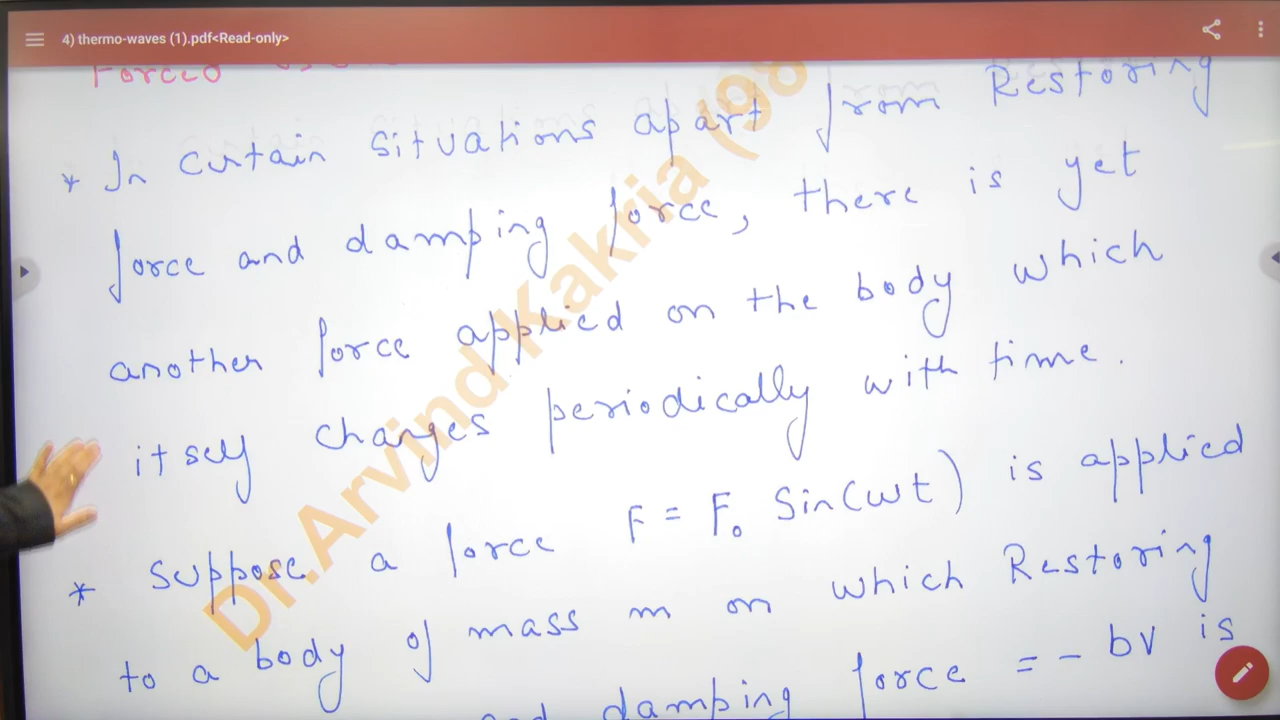 4) thermo-waves (1).pdf<Read-only>
Forced
* In certain situations apart from Restoring
force and damping force, there is yet
another force applied on the body which
itself changes periodically with time.
* Suppose a force F = F₀ Sin(ωt) is applied
to a body of mass m on which Restoring
and damping force = - bv is
Dr. Arvind Kakria (98